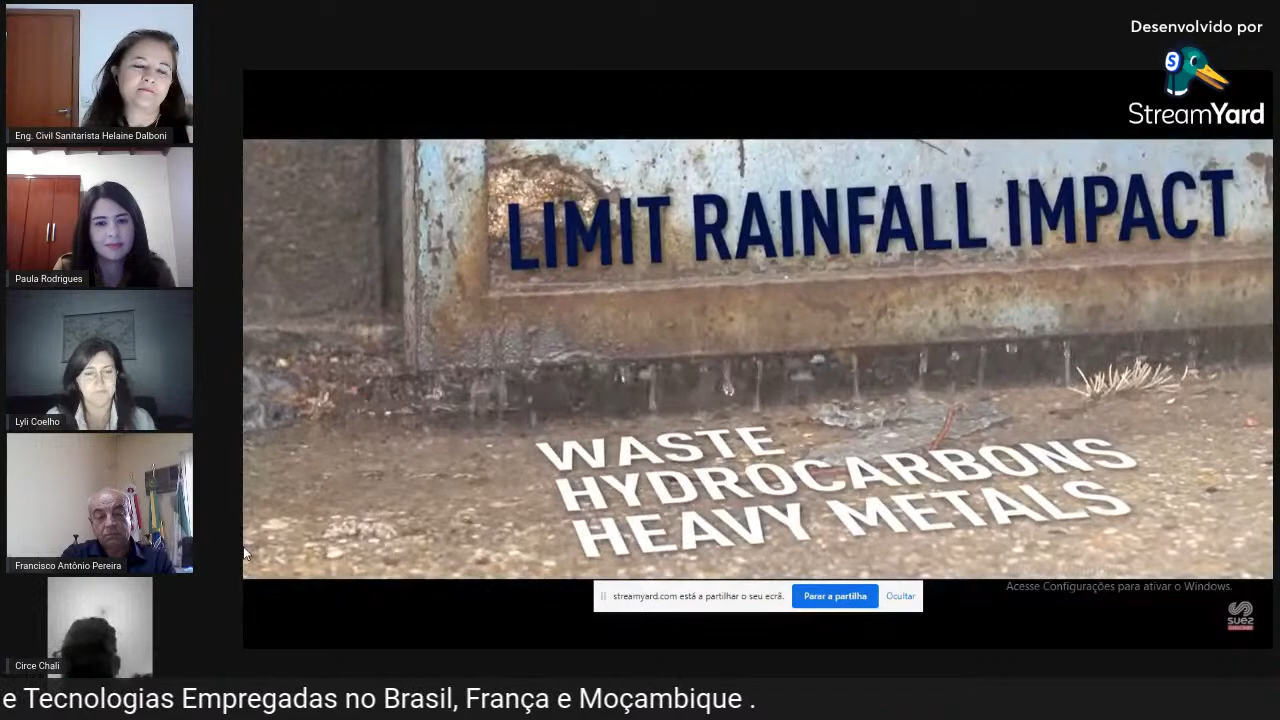 Desenvolvido por
StreamYard
Eng. Civil Sanitarista Helaine Dalboni
Paula Rodrigues
Lyli Coelho
Francisco Antônio Pereira
Circe Chali
LIMIT RAINFALL IMPACT
WASTE
HYDROCARBONS
HEAVY METALS
streamyard.com está a partilhar o seu ecrã.
Parar a partilha
Ocultar
Acesse Configurações para ativar o Windows.
suez
e Tecnologias Empregadas no Brasil, França e Moçambique .